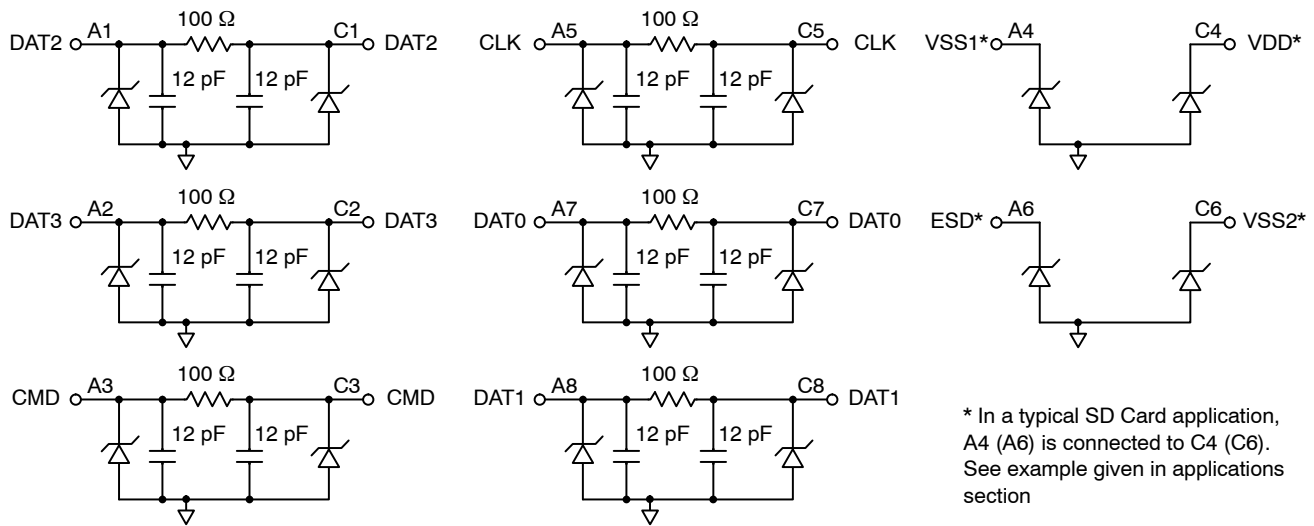 100 Ω
DAT2 A1 C1 DAT2
12 pF 12 pF
100 Ω
CLK A5 C5 CLK
12 pF 12 pF
VSS1* A4 C4 VDD*
100 Ω
DAT3 A2 C2 DAT3
12 pF 12 pF
100 Ω
DAT0 A7 C7 DAT0
12 pF 12 pF
ESD* A6 C6 VSS2*
100 Ω
CMD A3 C3 CMD
12 pF 12 pF
100 Ω
DAT1 A8 C8 DAT1
12 pF 12 pF
* In a typical SD Card application,
A4 (A6) is connected to C4 (C6).
See example given in applications
section